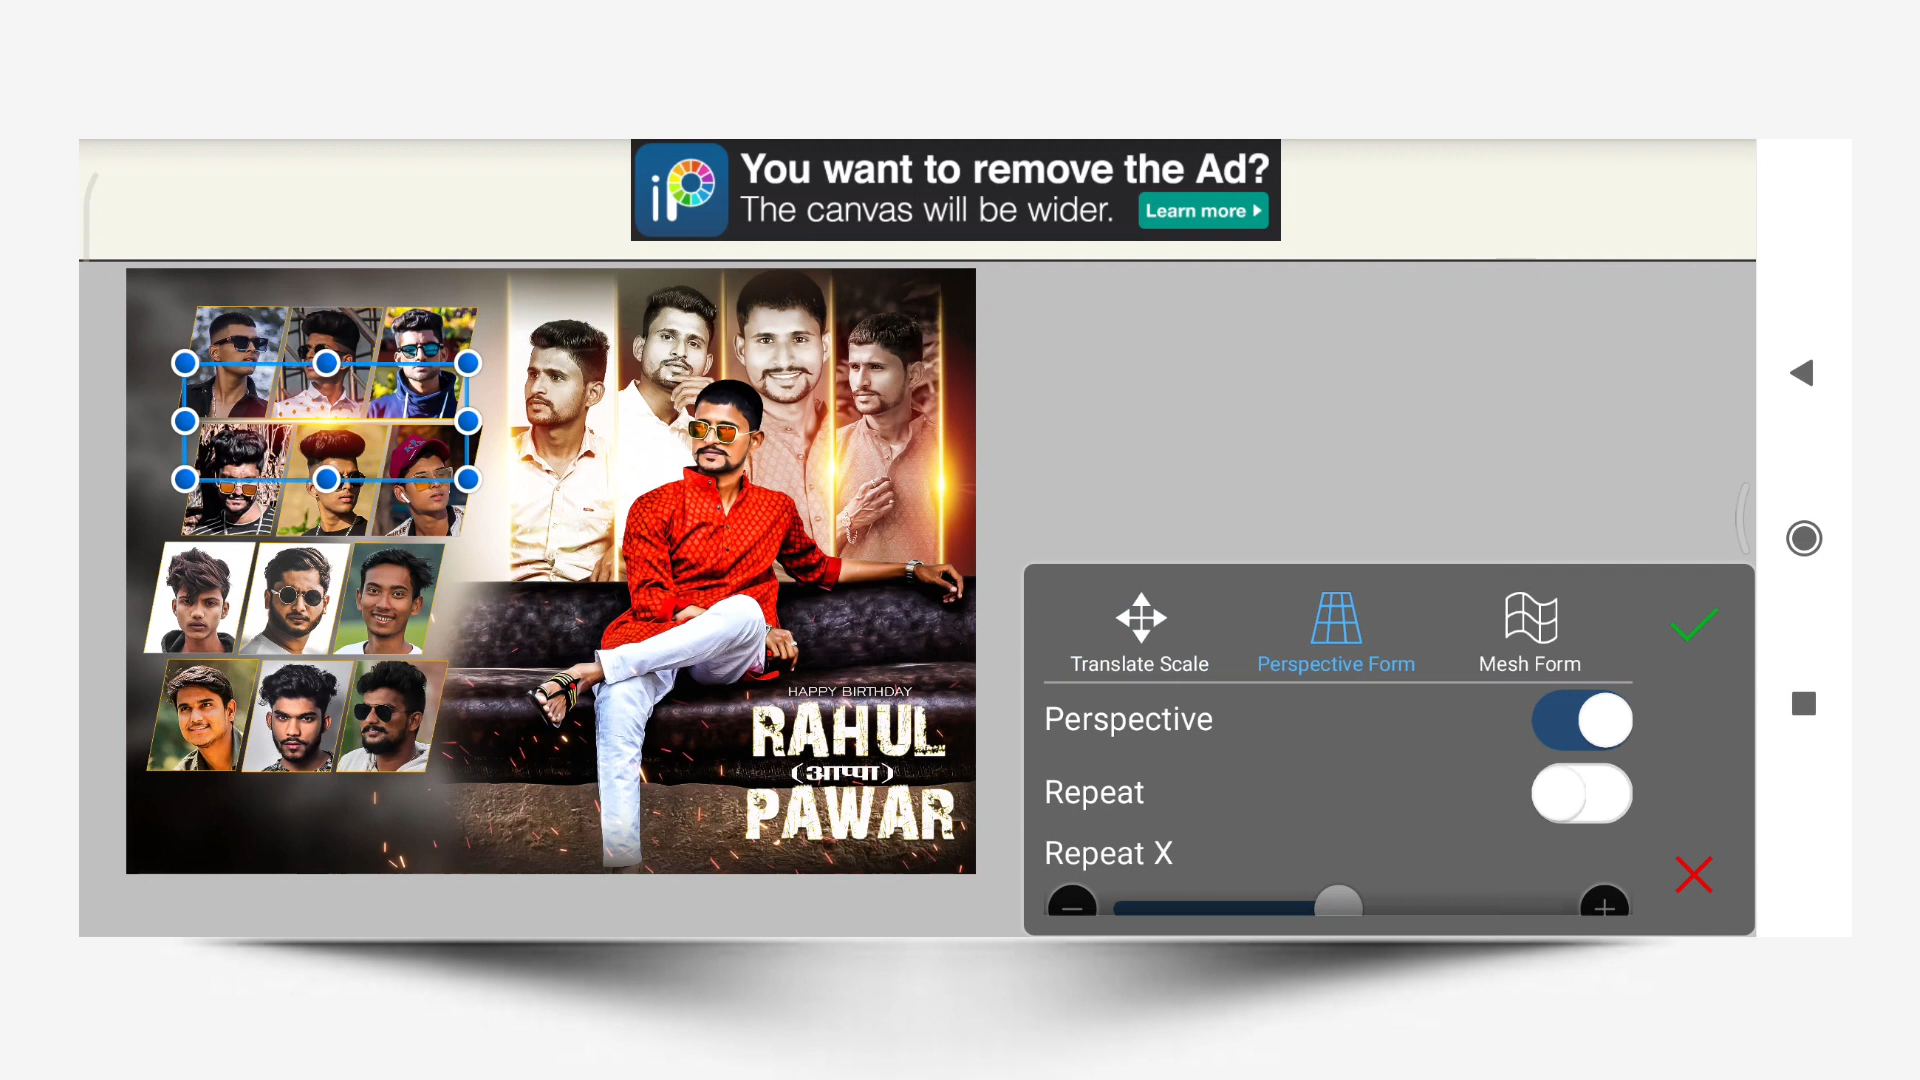 iP
You want to remove the Ad?
The canvas will be wider.
Learn more
HAPPY BIRTHDAY
RAHUL
(आप्पा)
PAWAR
Translate Scale
Perspective Form
Mesh Form
Perspective
Repeat
Repeat X